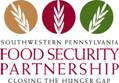 SOUTHWESTERN PENNSYLVANIA
FOOD SECURITY
PARTNERSHIP
CLOSING THE HUNGER GAP